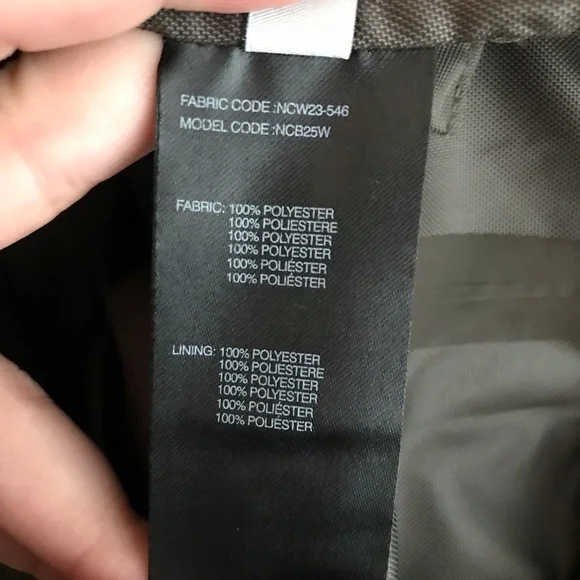 FABRIC CODE :NCW23-546
MODEL CODE :NCB25W
FABRIC: 100% POLYESTER
100% POLIESTERE
100% POLYESTER
100% POLYESTER
100% POLIÉSTER
100% POLIÉSTER
LINING: 100% POLYESTER
100% POLIESTERE
100% POLYESTER
100% POLYESTER
100% POLIÉSTER
100% POLIÉSTER